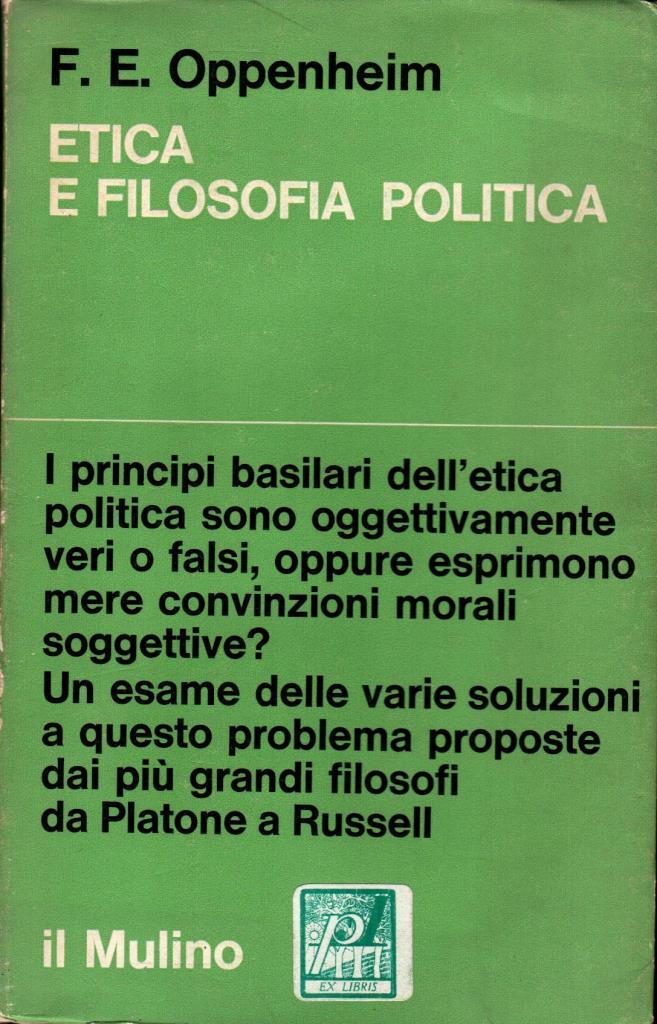 F. E. Oppenheim
ETICA
E FILOSOFIA POLITICA
I principi basilari dell'etica
politica sono oggettivamente
veri o falsi, oppure esprimono
mere convinzioni morali
soggettive?
Un esame delle varie soluzioni
a questo problema proposte
dai più grandi filosofi
da Platone a Russell
il Mulino
EX LIBRIS